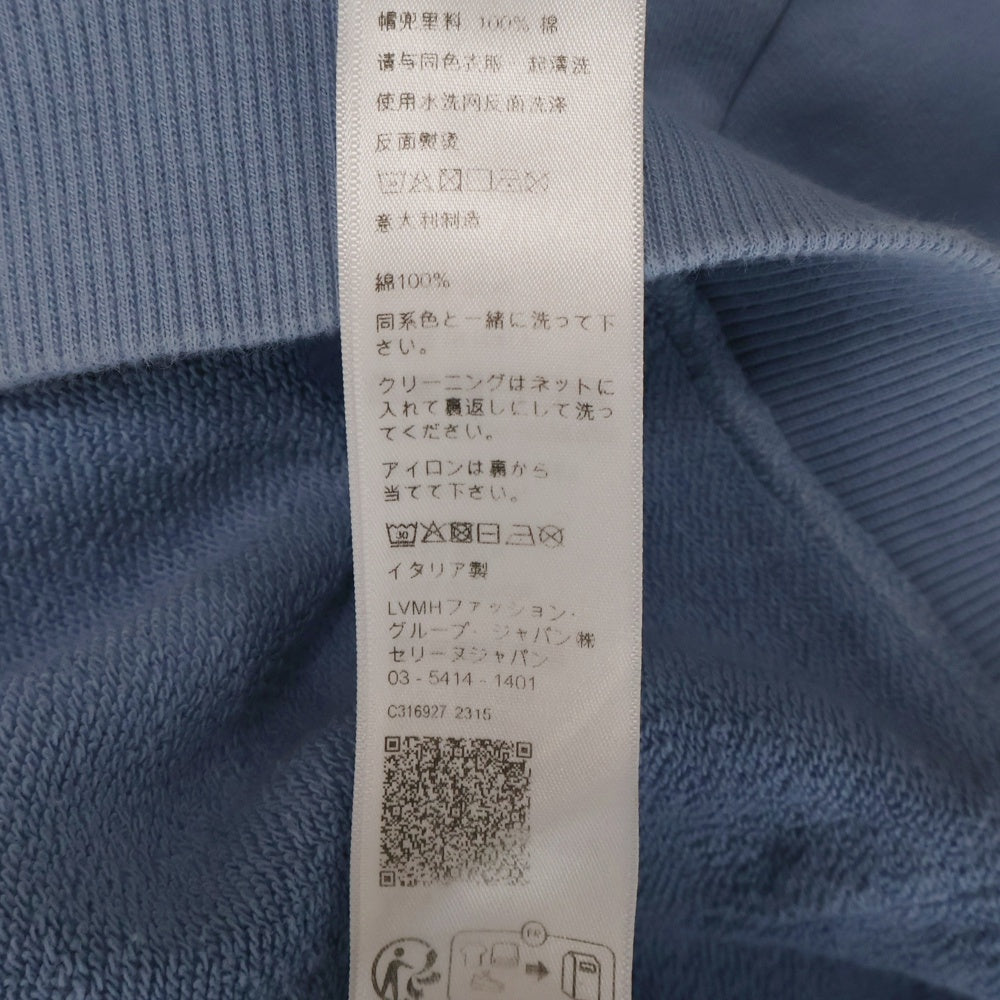 帽兜里料 100% 棉
请与同色衣服一起清洗
使用水洗网反面洗涤
反面熨烫
意大利制造
綿100%
同系色と一緒に洗って下
さい。
クリーニングはネットに
入れて裏返しにして洗っ
てください。
アイロンは裏から
当てて下さい。
30
イタリア製
LVMHファッション・
グループ・ジャパン㈱
セリーヌジャパン
03-5414-1401
C316927 2315
FR